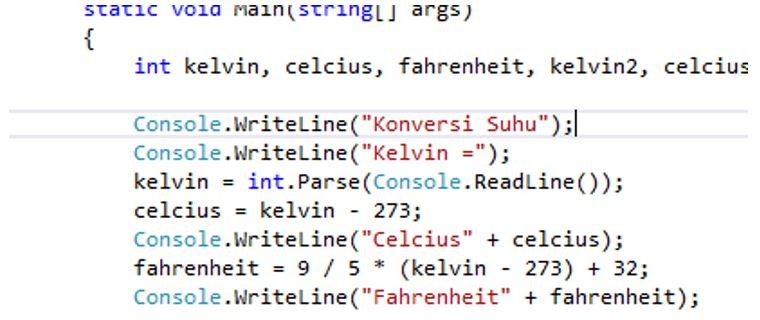 static void Main(string[] args)
{
int kelvin, celcius, fahrenheit, kelvin2, celcius
Console.WriteLine("Konversi Suhu");
Console.WriteLine("Kelvin =");
kelvin = int.Parse(Console.ReadLine());
celcius = kelvin - 273;
Console.WriteLine("Celcius" + celcius);
fahrenheit = 9 / 5 * (kelvin - 273) + 32;
Console.WriteLine("Fahrenheit" + fahrenheit);